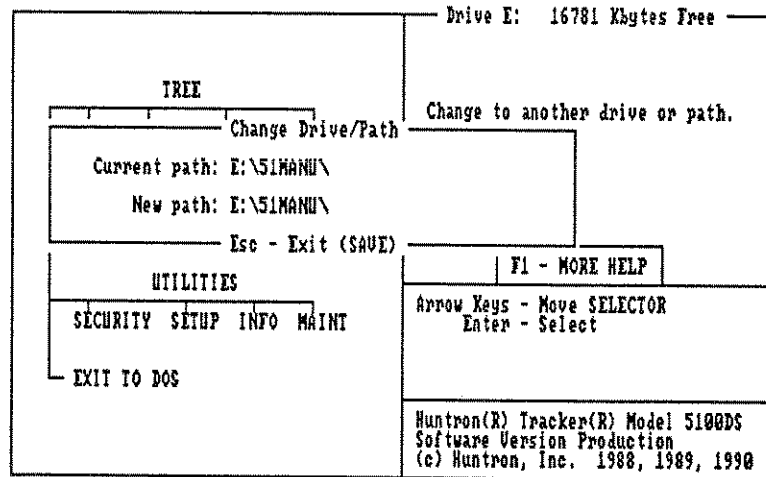 Drive E: 16781 Kbytes Free
TREE
Change to another drive or path.
Change Drive/Path
Current path: E:\51MANU\
New path: E:\51MANU\
Esc - Exit (SAVE)
F1 - MORE HELP
UTILITIES
SECURITY SETUP INFO MAINT
EXIT TO DOS
Arrow Keys - Move SELECTOR
Enter - Select
Huntron(R) Tracker(R) Model 5100DS
Software Version Production
(c) Huntron, Inc. 1988, 1989, 1990